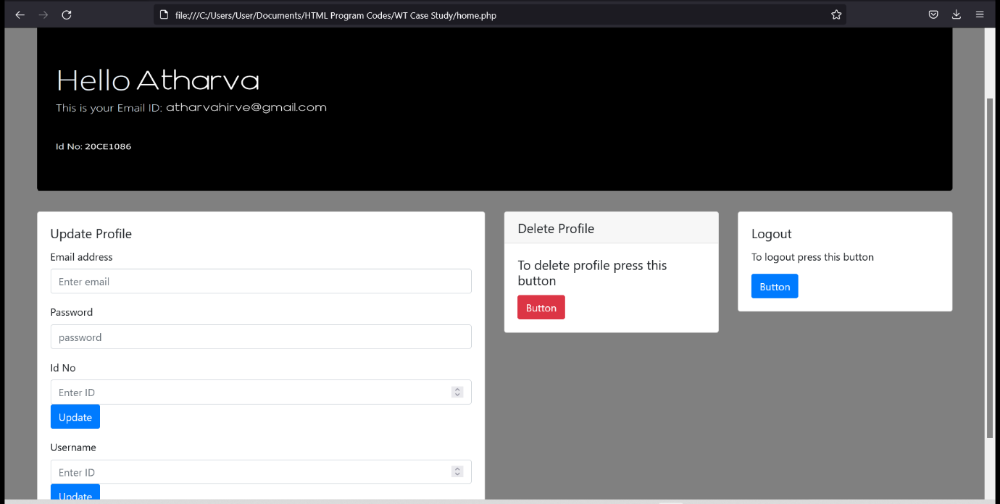 file:///C:/Users/User/Documents/HTML Program Codes/WT Case Study/home.php
Hello Atharva
This is your Email ID: atharvahirve@gmail.com
Id No: 20CE1086
Update Profile
Email address
Enter email
Password
password
Id No
Enter ID
Update
Username
Enter ID
Update
Delete Profile
To delete profile press this
button
Button
Logout
To logout press this button
Button